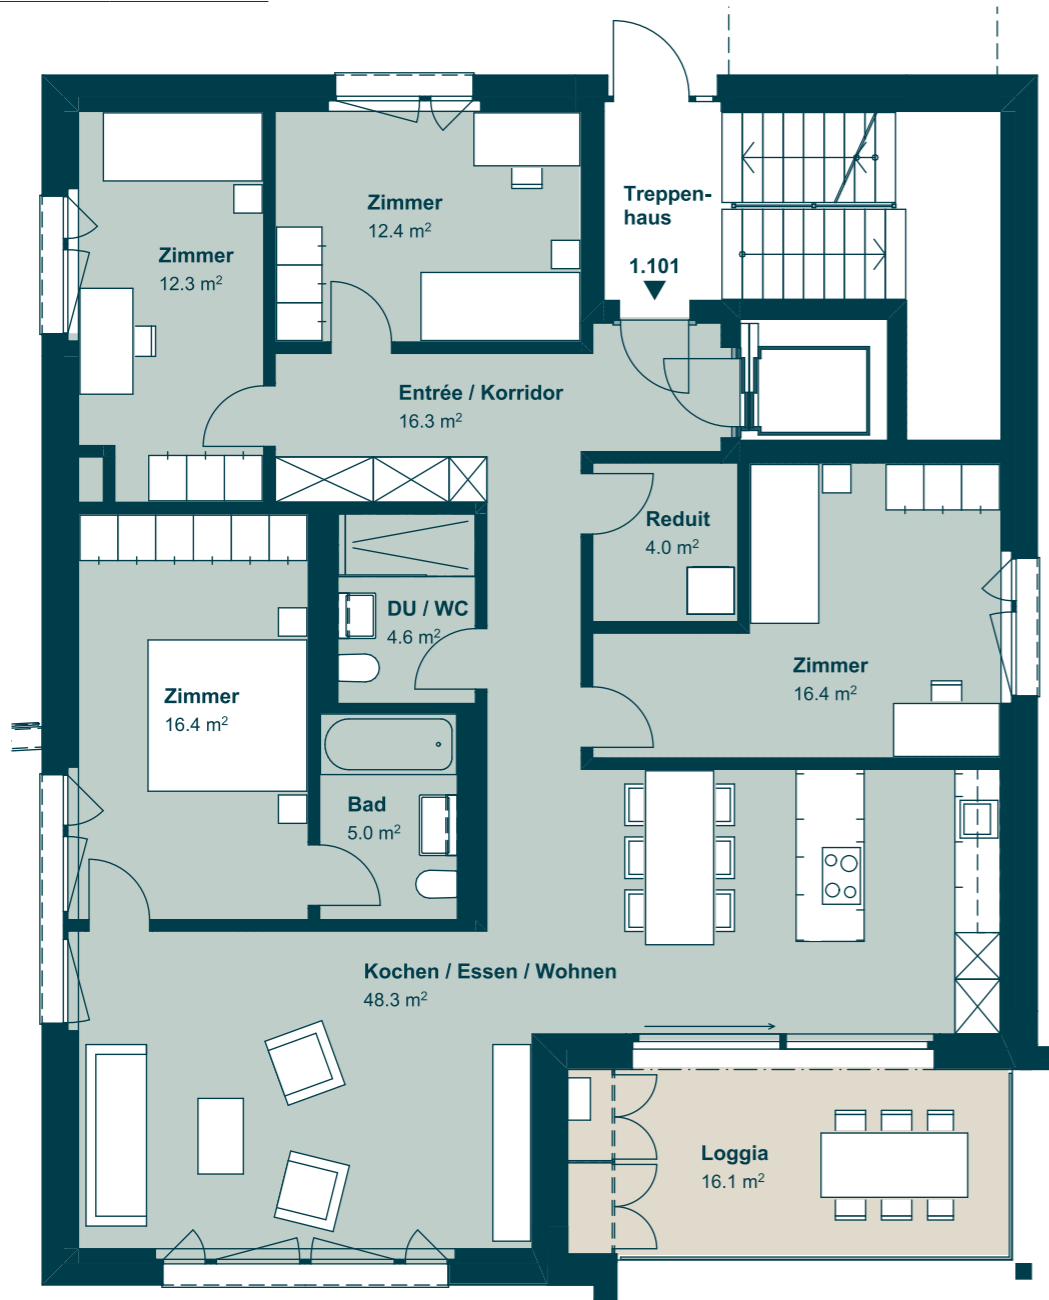 Treppen-
haus
1.101
Zimmer
12.4 m²
Zimmer
12.3 m²
Entrée / Korridor
16.3 m²
Reduit
4.0 m²
DU / WC
4.6 m²
Zimmer
16.4 m²
Zimmer
16.4 m²
Bad
5.0 m²
Kochen / Essen / Wohnen
48.3 m²
Loggia
16.1 m²